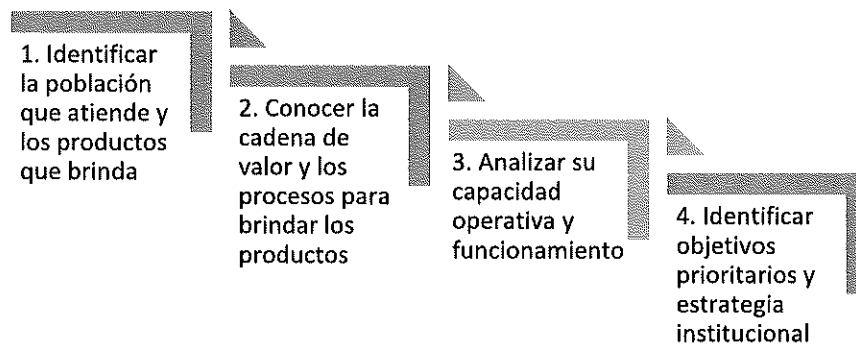 1. Identificar
la población
que atiende y
los productos
que brinda
2. Conocer la
cadena de
valor y los
procesos para
brindar los
productos
3. Analizar su
capacidad
operativa y
funcionamiento
4. Identificar
objetivos
prioritarios y
estrategia
institucional